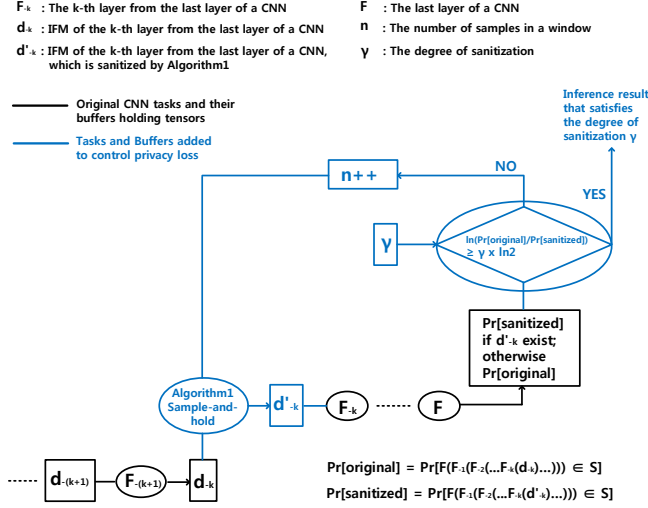 F-k : The k-th layer from the last layer of a CNN
F : The last layer of a CNN
d-k : IFM of the k-th layer from the last layer of a CNN
n : The number of samples in a window
d'-k : IFM of the k-th layer from the last layer of a CNN,
which is sanitized by Algorithm1
γ : The degree of sanitization
Original CNN tasks and their
buffers holding tensors
Tasks and Buffers added
to control privacy loss
Inference result
that satisfies
the degree of
sanitization γ
NO
YES
n++
γ
ln(Pr[original]/Pr[sanitized])
≥ γ x ln2
Pr[sanitized]
if d'-k exist;
otherwise
Pr[original]
Algorithm1
Sample-and-
hold
d'-k
F-k
F
d-(k+1)
F-(k+1)
d-k
Pr[original] = Pr[F(F-1(F-2(...F-k(d-k)...))) ∈ S]
Pr[sanitized] = Pr[F(F-1(F-2(...F-k(d'-k)...))) ∈ S]